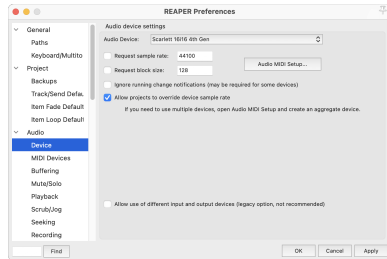 REAPER Preferences
General
Paths
Keyboard/Multito
Project
Backups
Track/Send Defau
Item Fade Default
Item Loop Default
Audio
Device
MIDI Devices
Buffering
Mute/Solo
Playback
Scrub/Jog
Seeking
Recording
Find
Audio device settings
Audio Device: Scarlett 16i16 4th Gen
Request sample rate: 44100
Audio MIDI Setup...
Request block size: 128
Ignore running change notifications (may be required for some devices)
Allow projects to override device sample rate
If you need to use multiple devices, open Audio MIDI Setup and create an aggregate device.
Allow use of different input and output devices (legacy option, not recommended)
OK Cancel Apply